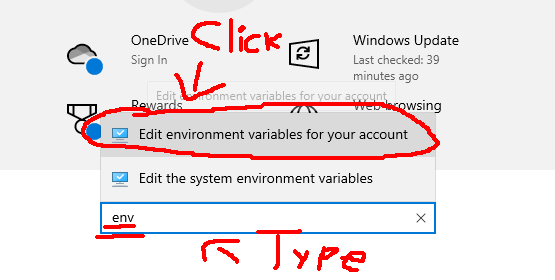 OneDrive
Sign In
Click
Windows Update
Last checked: 39
minutes ago
Edit environment variables for your account
Rewards
Web browsing
Edit environment variables for your account
Edit the system environment variables
env
Type